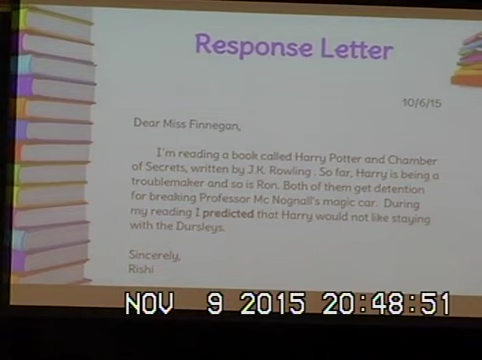 Response Letter
10/6/15
Dear Miss Finnegan,
I'm reading a book called Harry Potter and Chamber
of Secrets, written by J.K. Rowling . So far, Harry is being a
troublemaker and so is Ron. Both of them get detention
for breaking Professor Mc Nognall's magic car. During
my reading I predicted that Harry would not like staying
with the Dursleys.
Sincerely,
Rishi
NOV 9 2015 20:48:51